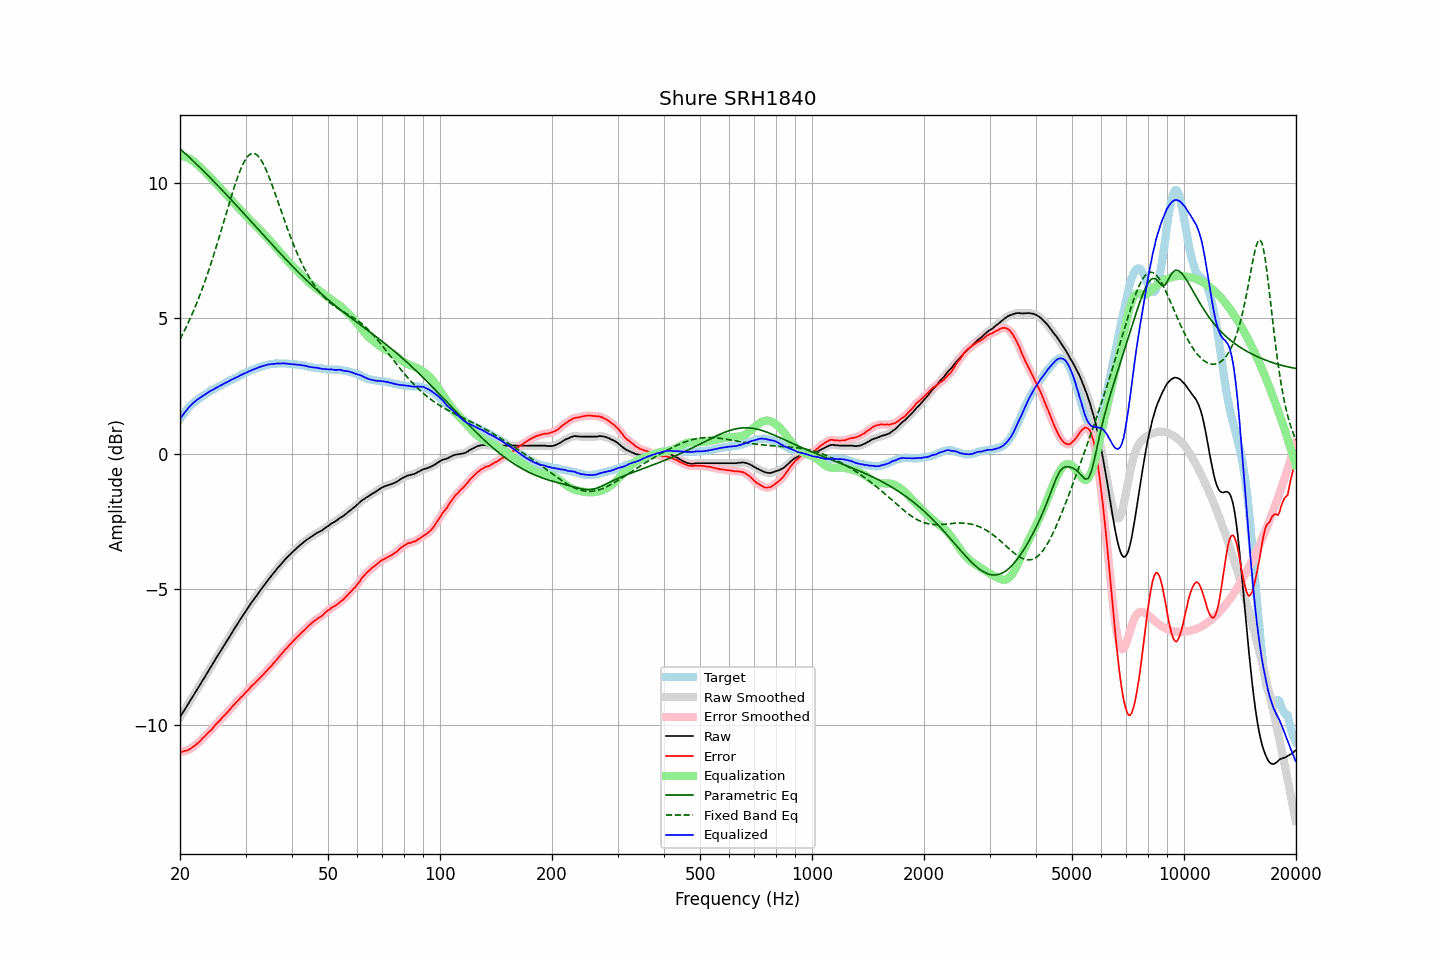 Shure SRH1840
Amplitude (dBr)
10
5
0
−5
−10
Target
Raw Smoothed
Error Smoothed
Raw
Error
Equalization
Parametric Eq
Fixed Band Eq
Equalized
20 50 100 200 500 1000 2000 5000 10000 20000
Frequency (Hz)